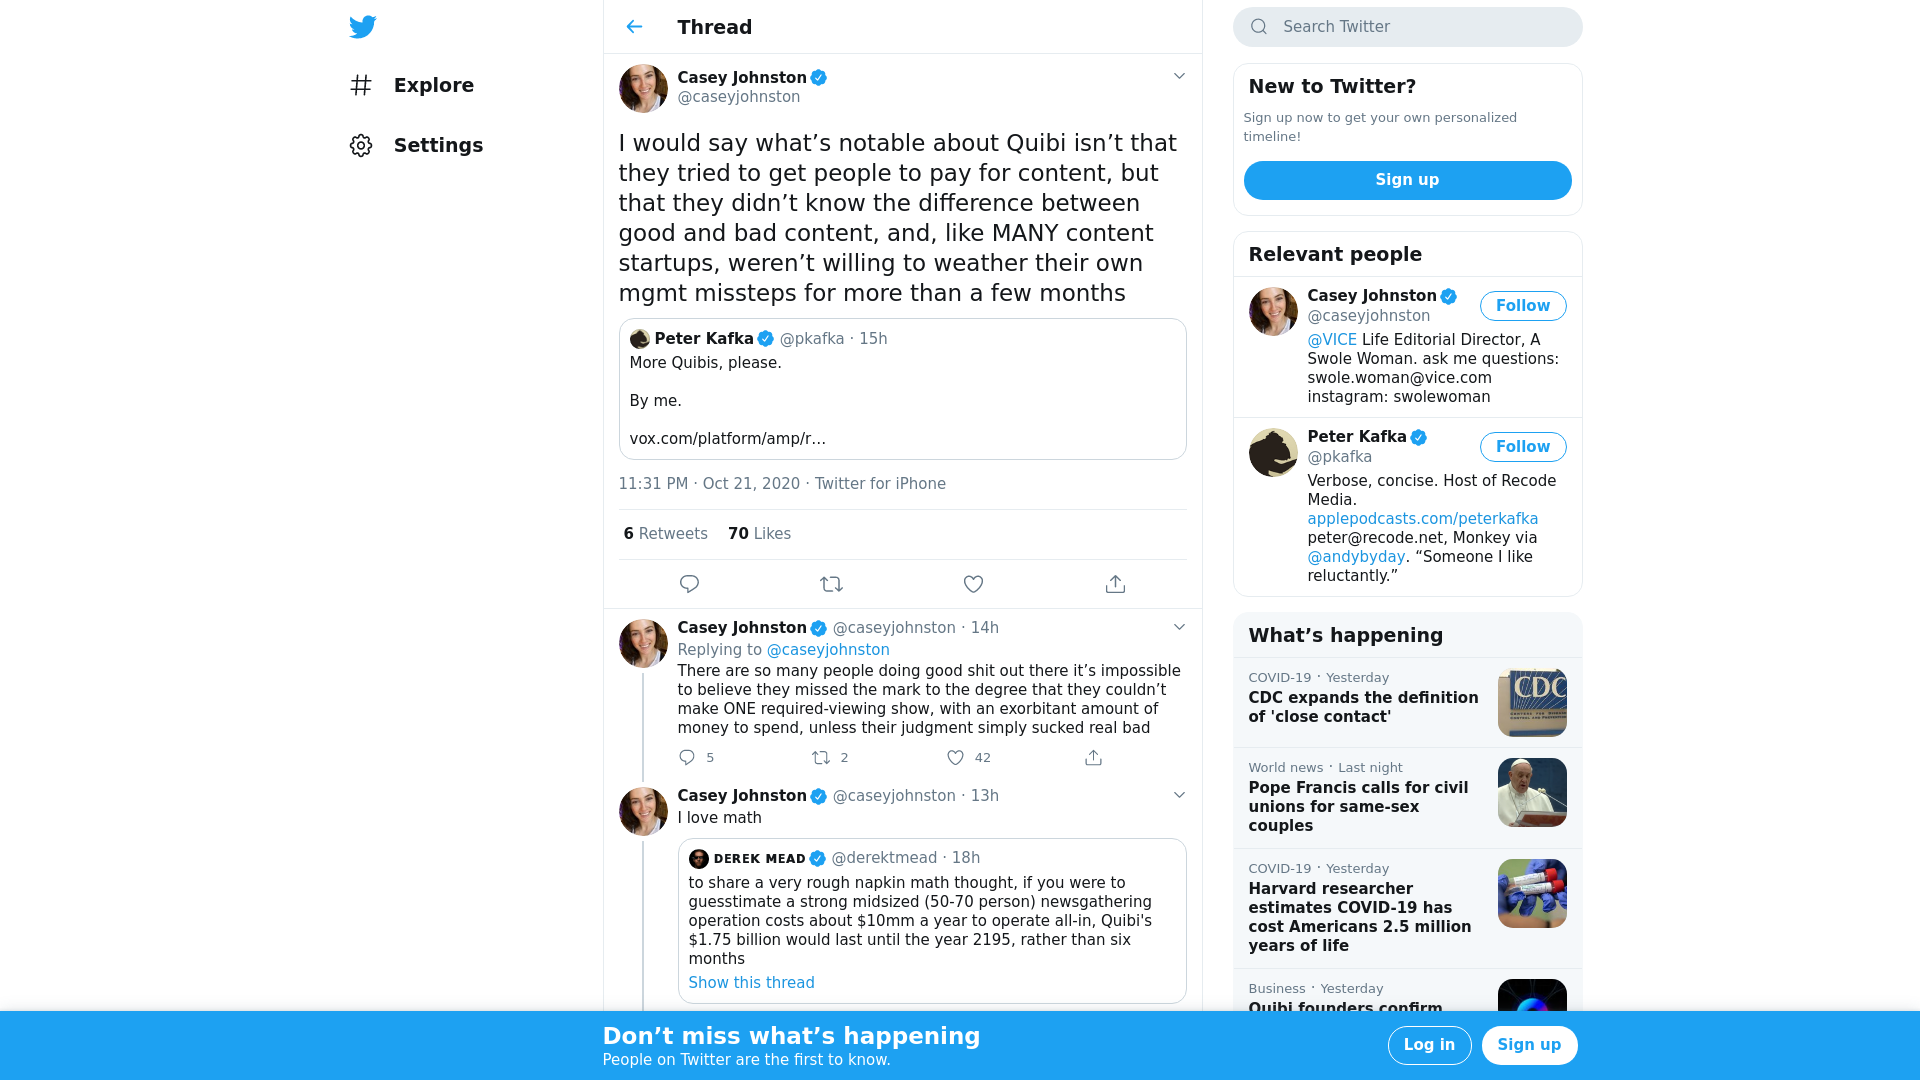 Explore
Settings
Thread
Casey Johnston
@caseyjohnston
I would say what’s notable about Quibi isn’t that
they tried to get people to pay for content, but
that they didn’t know the difference between
good and bad content, and, like MANY content
startups, weren’t willing to weather their own
mgmt missteps for more than a few months
Peter Kafka @pkafka · 15h
More Quibis, please.
By me.
vox.com/platform/amp/r…
11:31 PM · Oct 21, 2020 · Twitter for iPhone
6 Retweets 70 Likes
Casey Johnston @caseyjohnston · 14h
Replying to @caseyjohnston
There are so many people doing good shit out there it’s impossible
to believe they missed the mark to the degree that they couldn’t
make ONE required-viewing show, with an exorbitant amount of
money to spend, unless their judgment simply sucked real bad
5 2 42
Casey Johnston @caseyjohnston · 13h
I love math
DEREK MEAD @derektmead · 18h
to share a very rough napkin math thought, if you were to
guesstimate a strong midsized (50-70 person) newsgathering
operation costs about $10mm a year to operate all-in, Quibi's
$1.75 billion would last until the year 2195, rather than six
months
Show this thread
Search Twitter
New to Twitter?
Sign up now to get your own personalized
timeline!
Sign up
Relevant people
Casey Johnston
@caseyjohnston
Follow
@VICE Life Editorial Director, A
Swole Woman. ask me questions:
swole.woman@vice.com
instagram: swolewoman
Peter Kafka
@pkafka
Follow
Verbose, concise. Host of Recode
Media.
applepodcasts.com/peterkafka
peter@recode.net, Monkey via
@andybyday. “Someone I like
reluctantly.”
What’s happening
COVID-19 · Yesterday
CDC expands the definition
of 'close contact'
CDC
World news · Last night
Pope Francis calls for civil
unions for same-sex
couples
COVID-19 · Yesterday
Harvard researcher
estimates COVID-19 has
cost Americans 2.5 million
years of life
Business · Yesterday
Quibi founders confirm
Don’t miss what’s happening
People on Twitter are the first to know.
Log in
Sign up